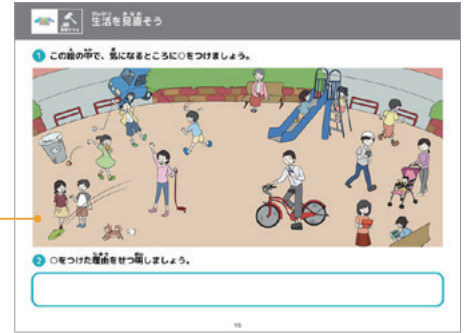 生活を見直そう
1 この絵の中で、気になるところに○をつけましょう。
2 ○をつけた理由をせつ明しましょう。